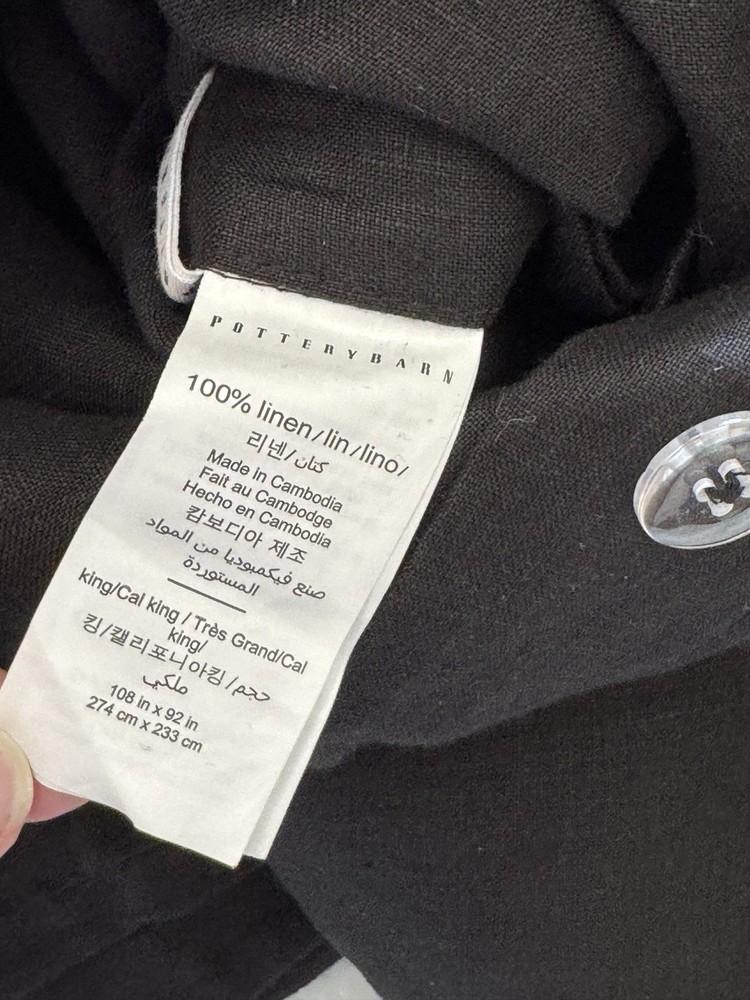 POTTERYBARN
100% linen/lin/lino/
리넨/كتان
Made in Cambodia
Fait au Cambodge
Hecho en Cambodia
캄보디아 제조
صنع فيكمبوديا من المواد
المستوردة
king/Cal king / Très Grand/Cal
king/
킹/캘리포니아킹/حجم
ملكي
108 in x 92 in
274 cm x 233 cm